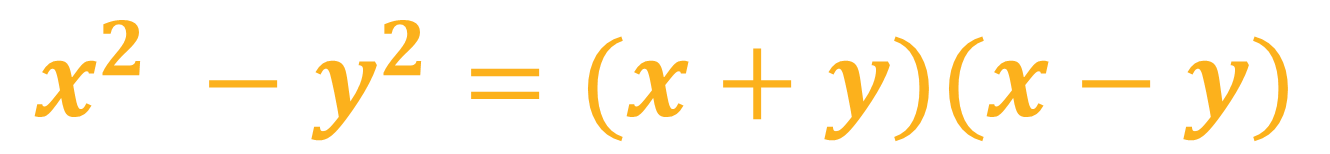 x² − y² = (x + y)(x − y)